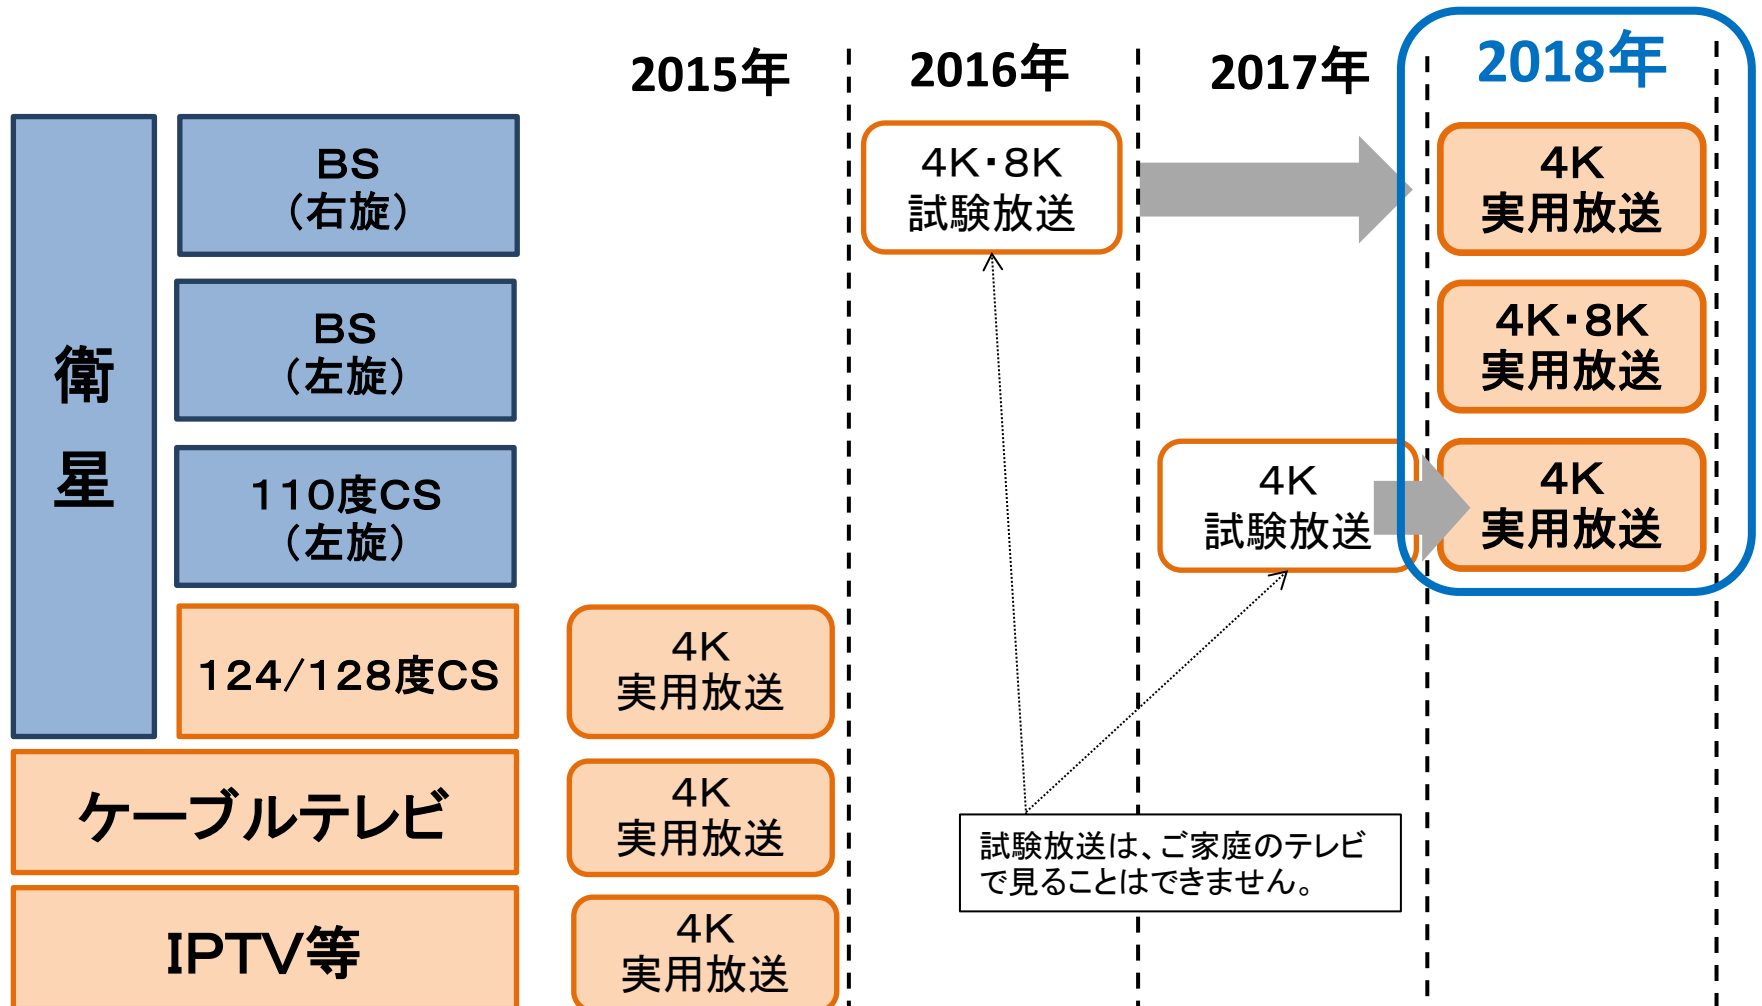 2015年
2016年
2017年
2018年
衛
星
BS
（右旋）
4K・8K
試験放送
4K
実用放送
BS
（左旋）
4K・8K
実用放送
110度CS
（左旋）
4K
試験放送
4K
実用放送
124/128度CS
4K
実用放送
ケーブルテレビ
4K
実用放送
試験放送は、ご家庭のテレビ
で見ることはできません。
IPTV等
4K
実用放送